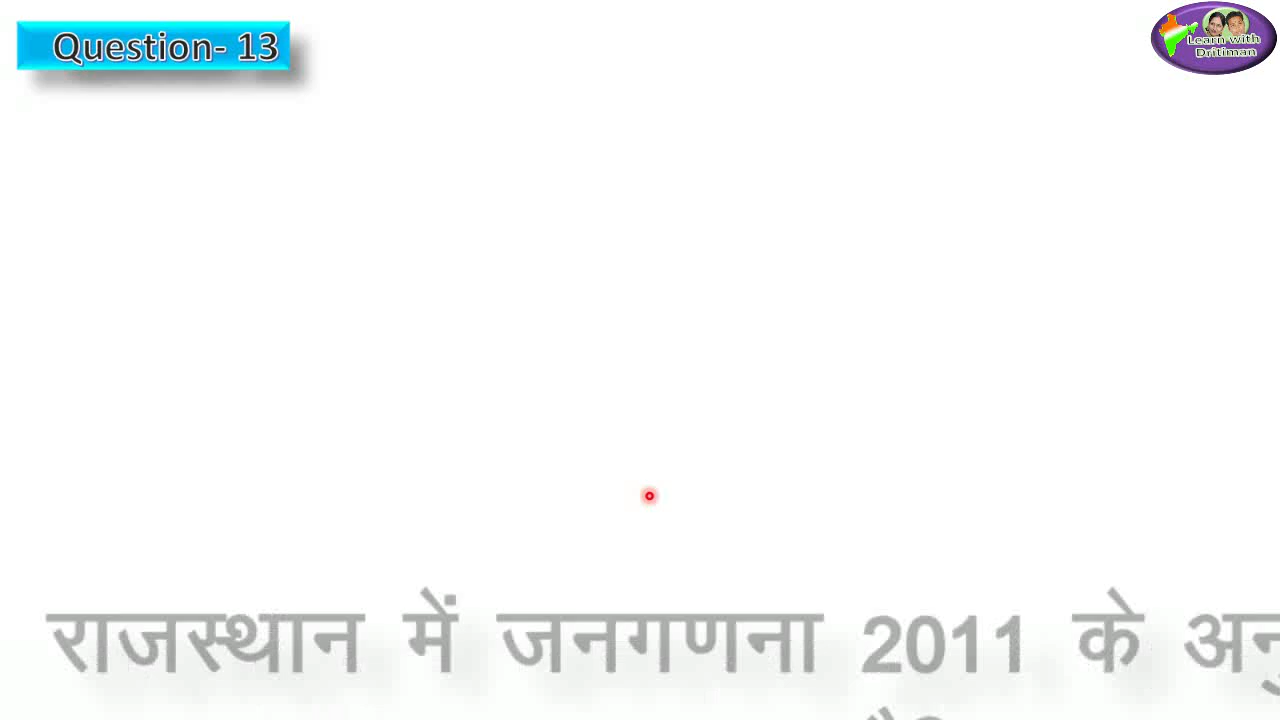 Question- 13
Learn with
Dritiman
राजस्थान में जनगणना 2011 के